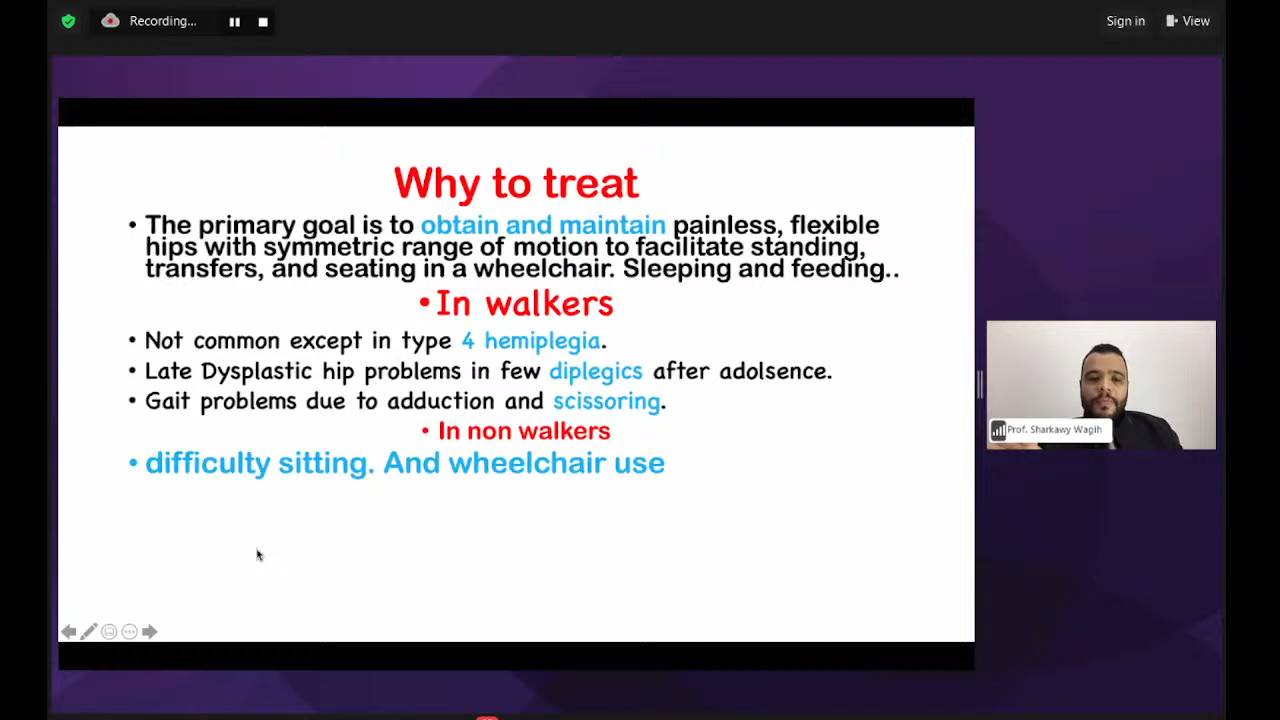 Recording...
Sign in
View
Why to treat
• The primary goal is to obtain and maintain painless, flexible
hips with symmetric range of motion to facilitate standing,
transfers, and seating in a wheelchair. Sleeping and feeding..
• In walkers
• Not common except in type 4 hemiplegia.
• Late Dysplastic hip problems in few diplegics after adolsence.
• Gait problems due to adduction and scissoring.
• In non walkers
• difficulty sitting. And wheelchair use
Prof. Sharkawy Wagih